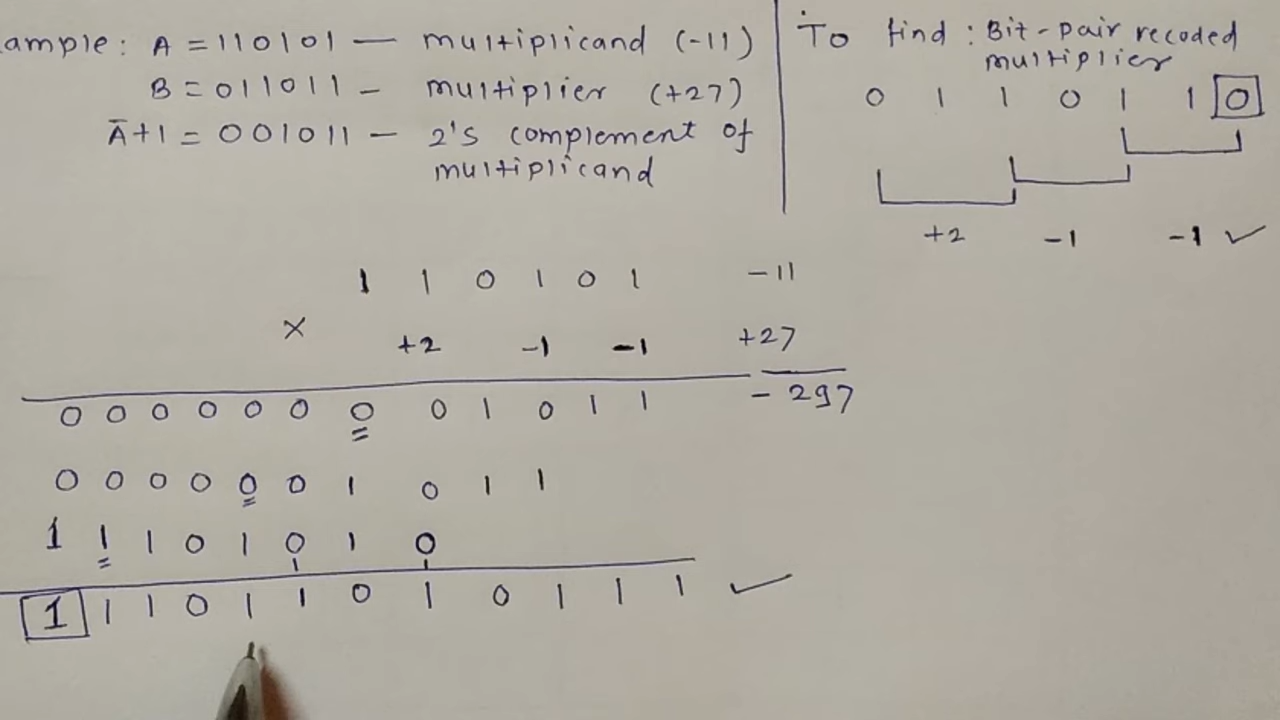 ample: A = 110101 — multiplicand (-11)
B = 011011 - multiplier (+27)
Ā+1 = 001011 — 2's complement of
multiplicand
To find: Bit-pair recoded
multiplier
0 1 1 0 1 1 0
+2 -1 -1 ✓
1 1 0 1 0 1 -11
× +2 -1 -1 +27
0 0 0 0 0 0 0 0 1 0 1 1 - 297
0 0 0 0 0 0 1 0 1 1
1 1 1 0 1 0 1 0
1 1 1 0 1 1 0 1 0 1 1 1 ✓